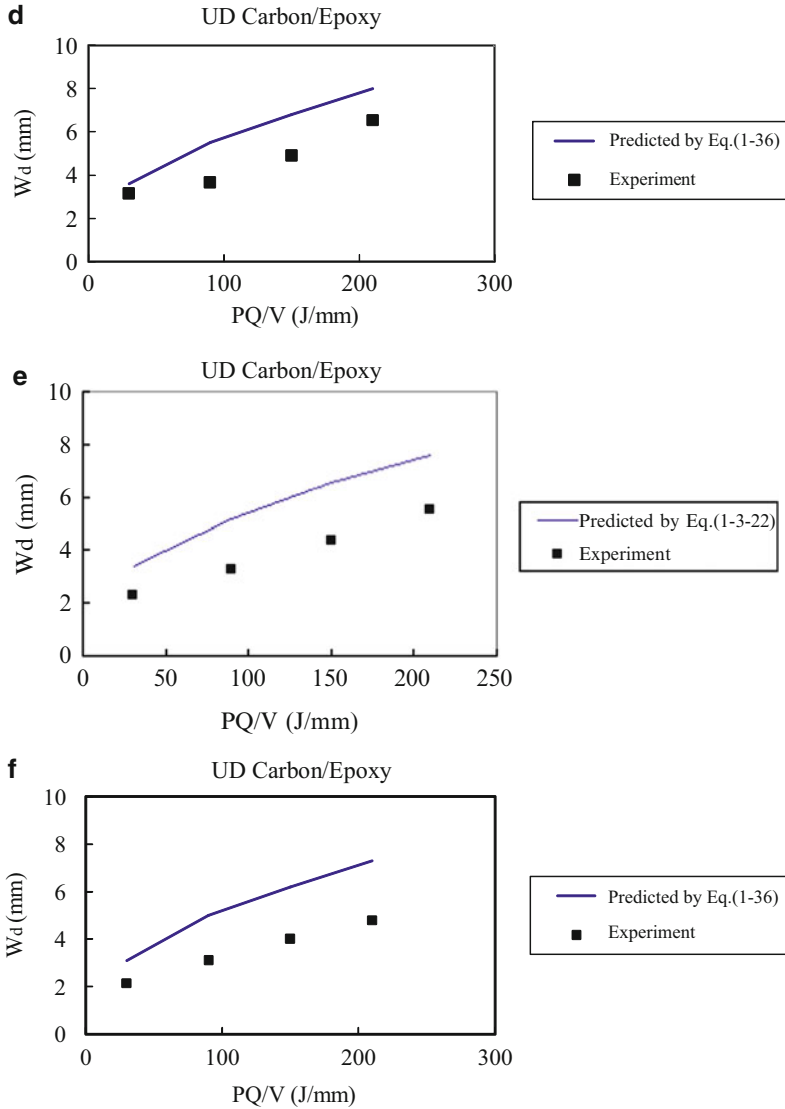 d
UD Carbon/Epoxy
10
8
6
4
2
0
Wd (mm)
0 100 200 300
PQ/V (J/mm)
Predicted by Eq.(1-36)
Experiment
e
UD Carbon/Epoxy
10
8
6
4
2
0
Wd (mm)
0 50 100 150 200 250
PQ/V (J/mm)
Predicted by Eq.(1-3-22)
Experiment
f
UD Carbon/Epoxy
10
8
6
4
2
0
Wd (mm)
0 100 200 300
PQ/V (J/mm)
Predicted by Eq.(1-36)
Experiment